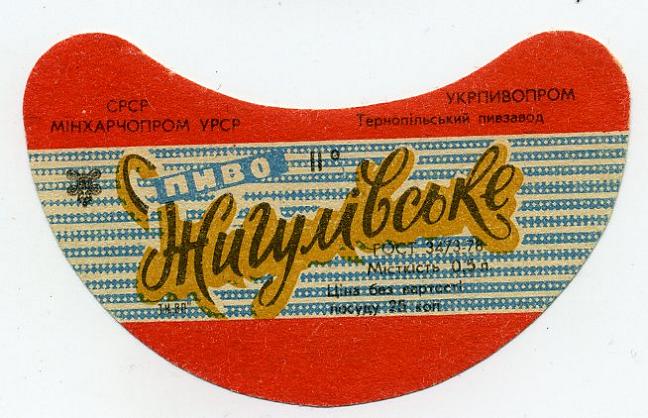 СРСР
МІНХАРЧОПРОМ УРСР
УКРПИВОПРОМ
Тернопільський пивзавод
ПИВО 11°
Жигулівське
ГОСТ 3473-78
Місткість 0,5 л
Ціна без вартості
посуду 25 коп.